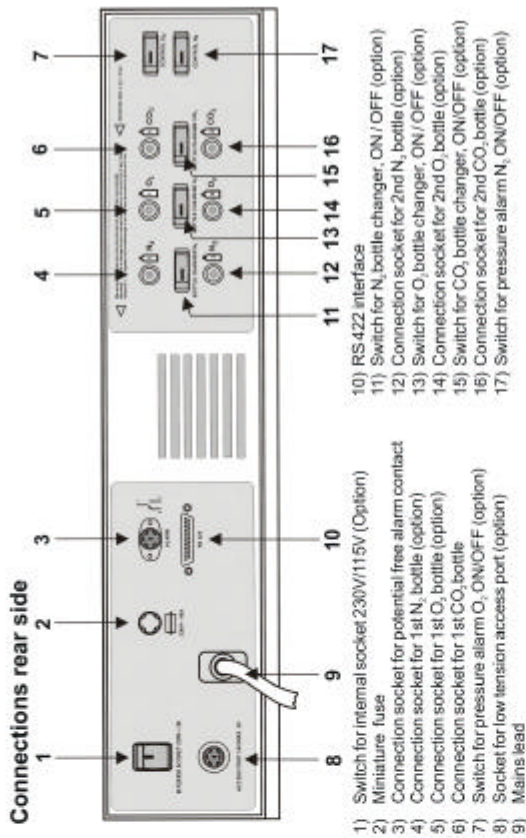 Connections rear side
1 2 3 4 5 6 7
N₂ O₂ CO₂
N₂ O₂ CO₂
8 9 10 11 12 13 14 15 16 17
1) Switch for internal socket 230V/115V (Option)
2) Miniature fuse
3) Connection socket for potential free alarm contact
4) Connection socket for 1st N₂ bottle (option)
5) Connection socket for 1st O₂ bottle (option)
6) Connection socket for 1st CO₂ bottle
7) Switch for pressure alarm O₂ ON/OFF (option)
8) Socket for low tension access port (option)
9) Mains lead
10) RS422 interface
11) Switch for N₂ bottle changer, ON / OFF (option)
12) Connection socket for 2nd N₂ bottle (option)
13) Switch for O₂ bottle changer, ON / OFF (option)
14) Connection socket for 2nd O₂ bottle (option)
15) Switch for CO₂ bottle changer, ON/OFF (option)
16) Connection socket for 2nd CO₂ bottle (option)
17) Switch for pressure alarm N₂ ON/OFF (option)